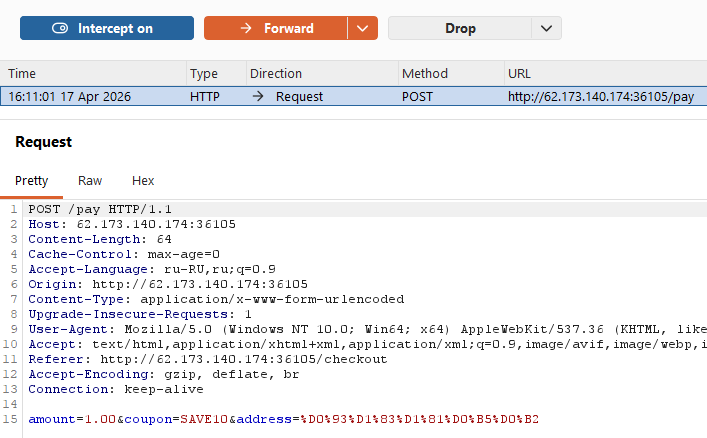 Intercept on
Forward
Drop
Time Type Direction Method URL
16:11:01 17 Apr 2026 HTTP → Request POST http://62.173.140.174:36105/pay
Request
Pretty Raw Hex
1 POST /pay HTTP/1.1
2 Host: 62.173.140.174:36105
3 Content-Length: 64
4 Cache-Control: max-age=0
5 Accept-Language: ru-RU,ru;q=0.9
6 Origin: http://62.173.140.174:36105
7 Content-Type: application/x-www-form-urlencoded
8 Upgrade-Insecure-Requests: 1
9 User-Agent: Mozilla/5.0 (Windows NT 10.0; Win64; x64) AppleWebKit/537.36 (KHTML, like
10 Accept: text/html,application/xhtml+xml,application/xml;q=0.9,image/avif,image/webp,i
11 Referer: http://62.173.140.174:36105/checkout
12 Accept-Encoding: gzip, deflate, br
13 Connection: keep-alive
14
15 amount=1.00&coupon=SAVE10&address=%D0%93%D1%83%D1%81%D0%B5%D0%B2